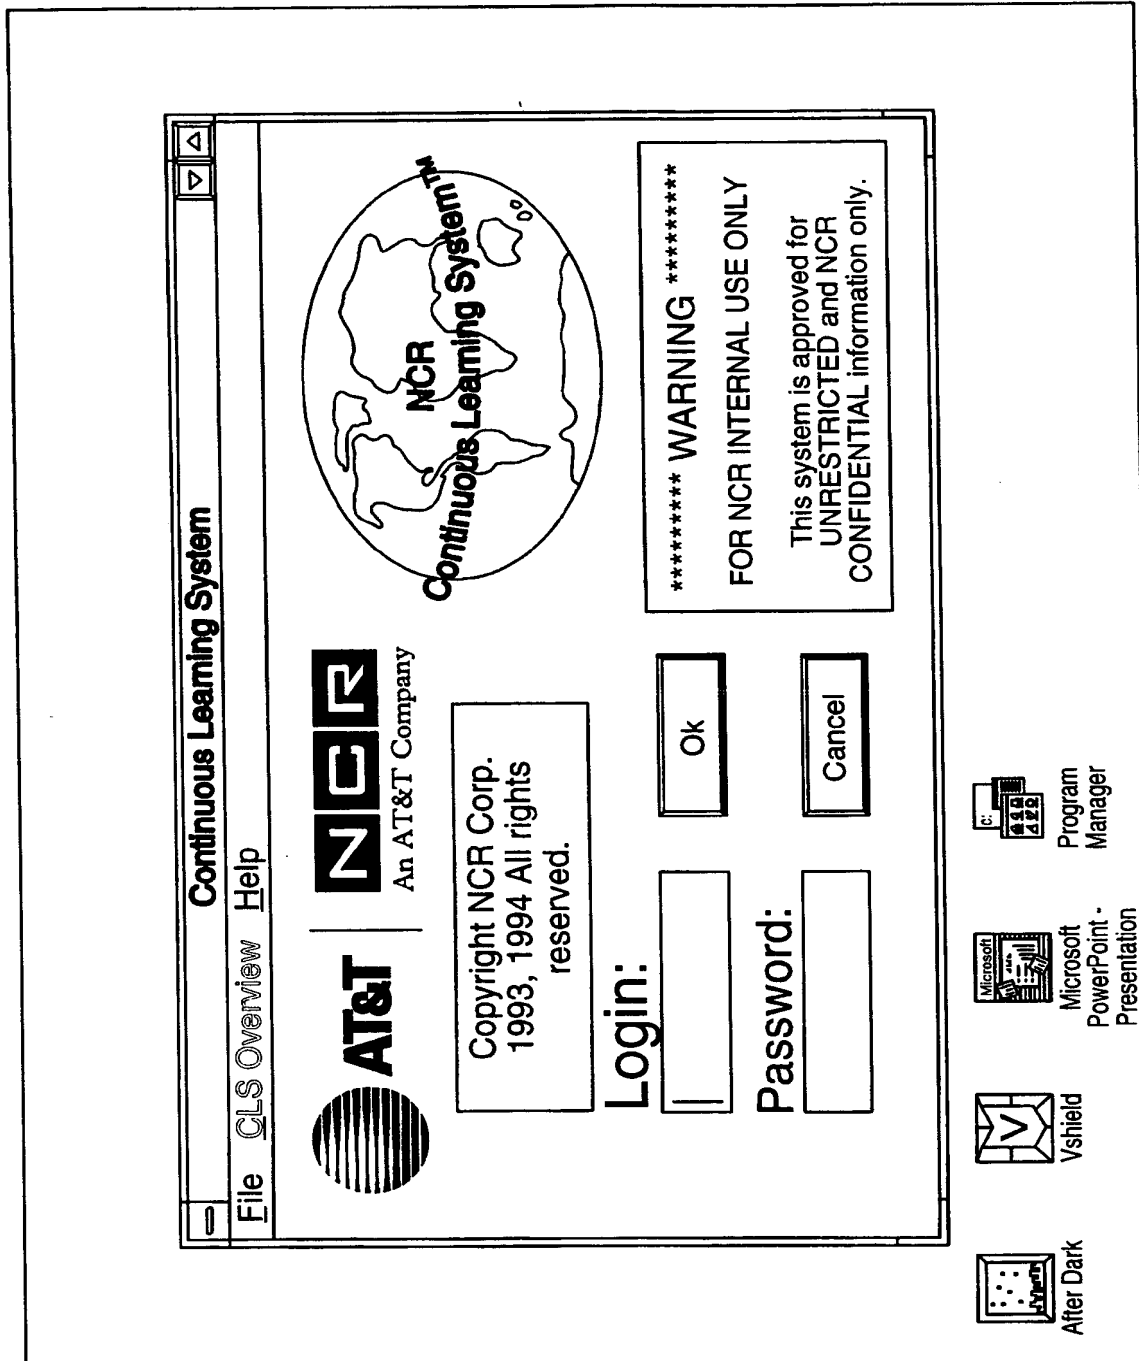 Continuous Learning System
File CLS Overview Help
AT&T
NCR
An AT&T Company
NCR
Continuous Learning System™
Copyright NCR Corp.
1993, 1994 All rights
reserved.
Login:
Ok
Password:
Cancel
********* WARNING *********
FOR NCR INTERNAL USE ONLY
This system is approved for
UNRESTRICTED and NCR
CONFIDENTIAL information only.
After Dark
V
Vshield
Microsoft
Microsoft
PowerPoint -
Presentation
c:
Program
Manager